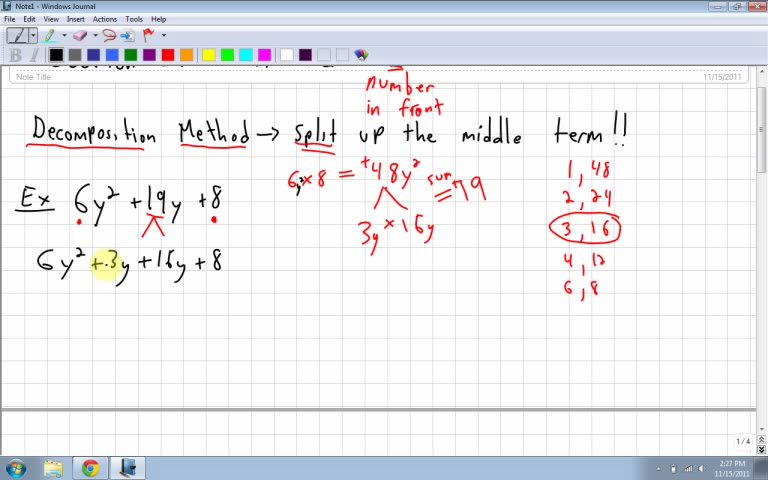 Note1 - Windows Journal
File Edit View Insert Actions Tools Help
Note Title
11/15/2011
number
in front
Decomposition Method → split up the middle term!!
6y² × 8 = +48y²
sum = +19
3y × 16y
1, 48
2, 24
3, 16
4, 12
6, 8
Ex 6y² + 19y + 8
6y² + 3y + 16y + 8
1 / 4
2:27 PM
11/15/2011